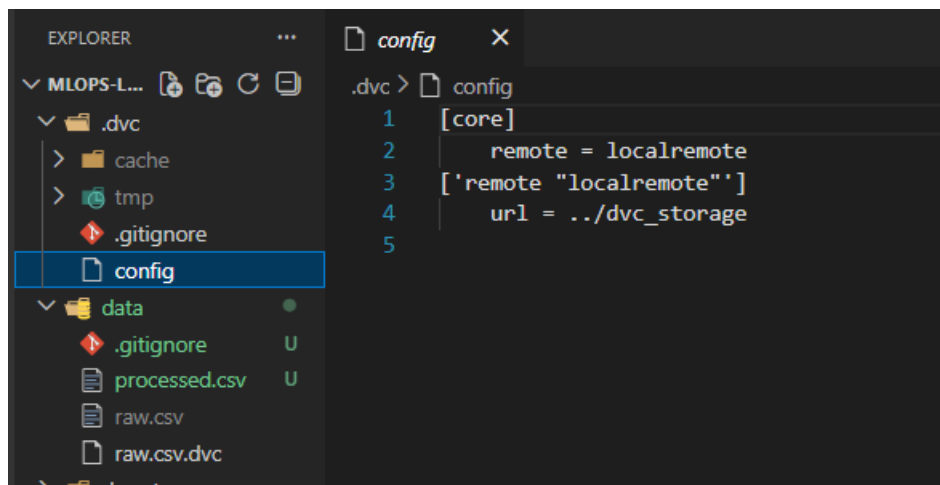 EXPLORER
MLOPS-L...
.dvc
cache
tmp
.gitignore
config
data
.gitignore U
processed.csv U
raw.csv
raw.csv.dvc
config
.dvc > config
1 [core]
2 remote = localremote
3 ['remote "localremote"']
4 url = ../dvc_storage
5